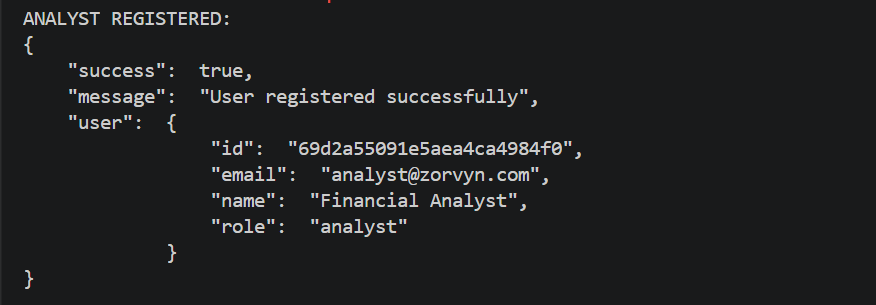 ANALYST REGISTERED:
{
    "success":  true,
    "message":  "User registered successfully",
    "user":  {
                 "id":  "69d2a55091e5aea4ca4984f0",
                 "email":  "analyst@zorvyn.com",
                 "name":  "Financial Analyst",
                 "role":  "analyst"
             }
}